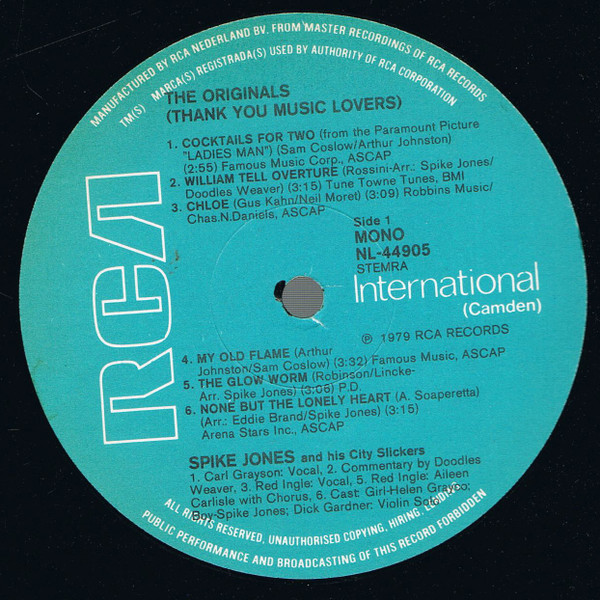 MANUFACTURED BY RCA NEDERLAND BV. FROM MASTER RECORDINGS OF RCA RECORDS
TM(S) MARCA(S) REGISTRADA(S) USED BY AUTHORITY OF RCA CORPORATION
THE ORIGINALS
(THANK YOU MUSIC LOVERS)
1. COCKTAILS FOR TWO (from the Paramount Picture
"LADIES MAN") (Sam Coslow/Arthur Johnston)
(2:55) Famous Music Corp., ASCAP
2. WILLIAM TELL OVERTURE (Rossini-Arr.: Spike Jones/
Doodles Weaver) (3:15) Tune Towne Tunes, BMI
3. CHLOE (Gus Kahn/Neil Moret) (3:09) Robbins Music/
Chas.N.Daniels, ASCAP
Side 1
MONO
NL-44905
STEMRA
RCA
International
(Camden)
℗ 1979 RCA RECORDS
4. MY OLD FLAME (Arthur
Johnston/Sam Coslow) (3:32) Famous Music, ASCAP
5. THE GLOW WORM (Robinson/Lincke-
Arr. Spike Jones) (3:06) P.D.
6. NONE BUT THE LONELY HEART (A. Soaperetta)
(Arr.: Eddie Brand/Spike Jones) (3:15)
Arena Stars Inc., ASCAP
SPIKE JONES and his City Slickers
1. Carl Grayson: Vocal, 2. Commentary by Doodles
Weaver, 3. Red Ingle: Vocal, 5. Red Ingle: Aileen
Carlisle with Chorus, 6. Cast: Girl-Helen Grayco;
Boy-Spike Jones; Dick Gardner: Violin Solo.
ALL RIGHTS RESERVED, UNAUTHORISED COPYING, HIRING, LENDING,
PUBLIC PERFORMANCE AND BROADCASTING OF THIS RECORD FORBIDDEN